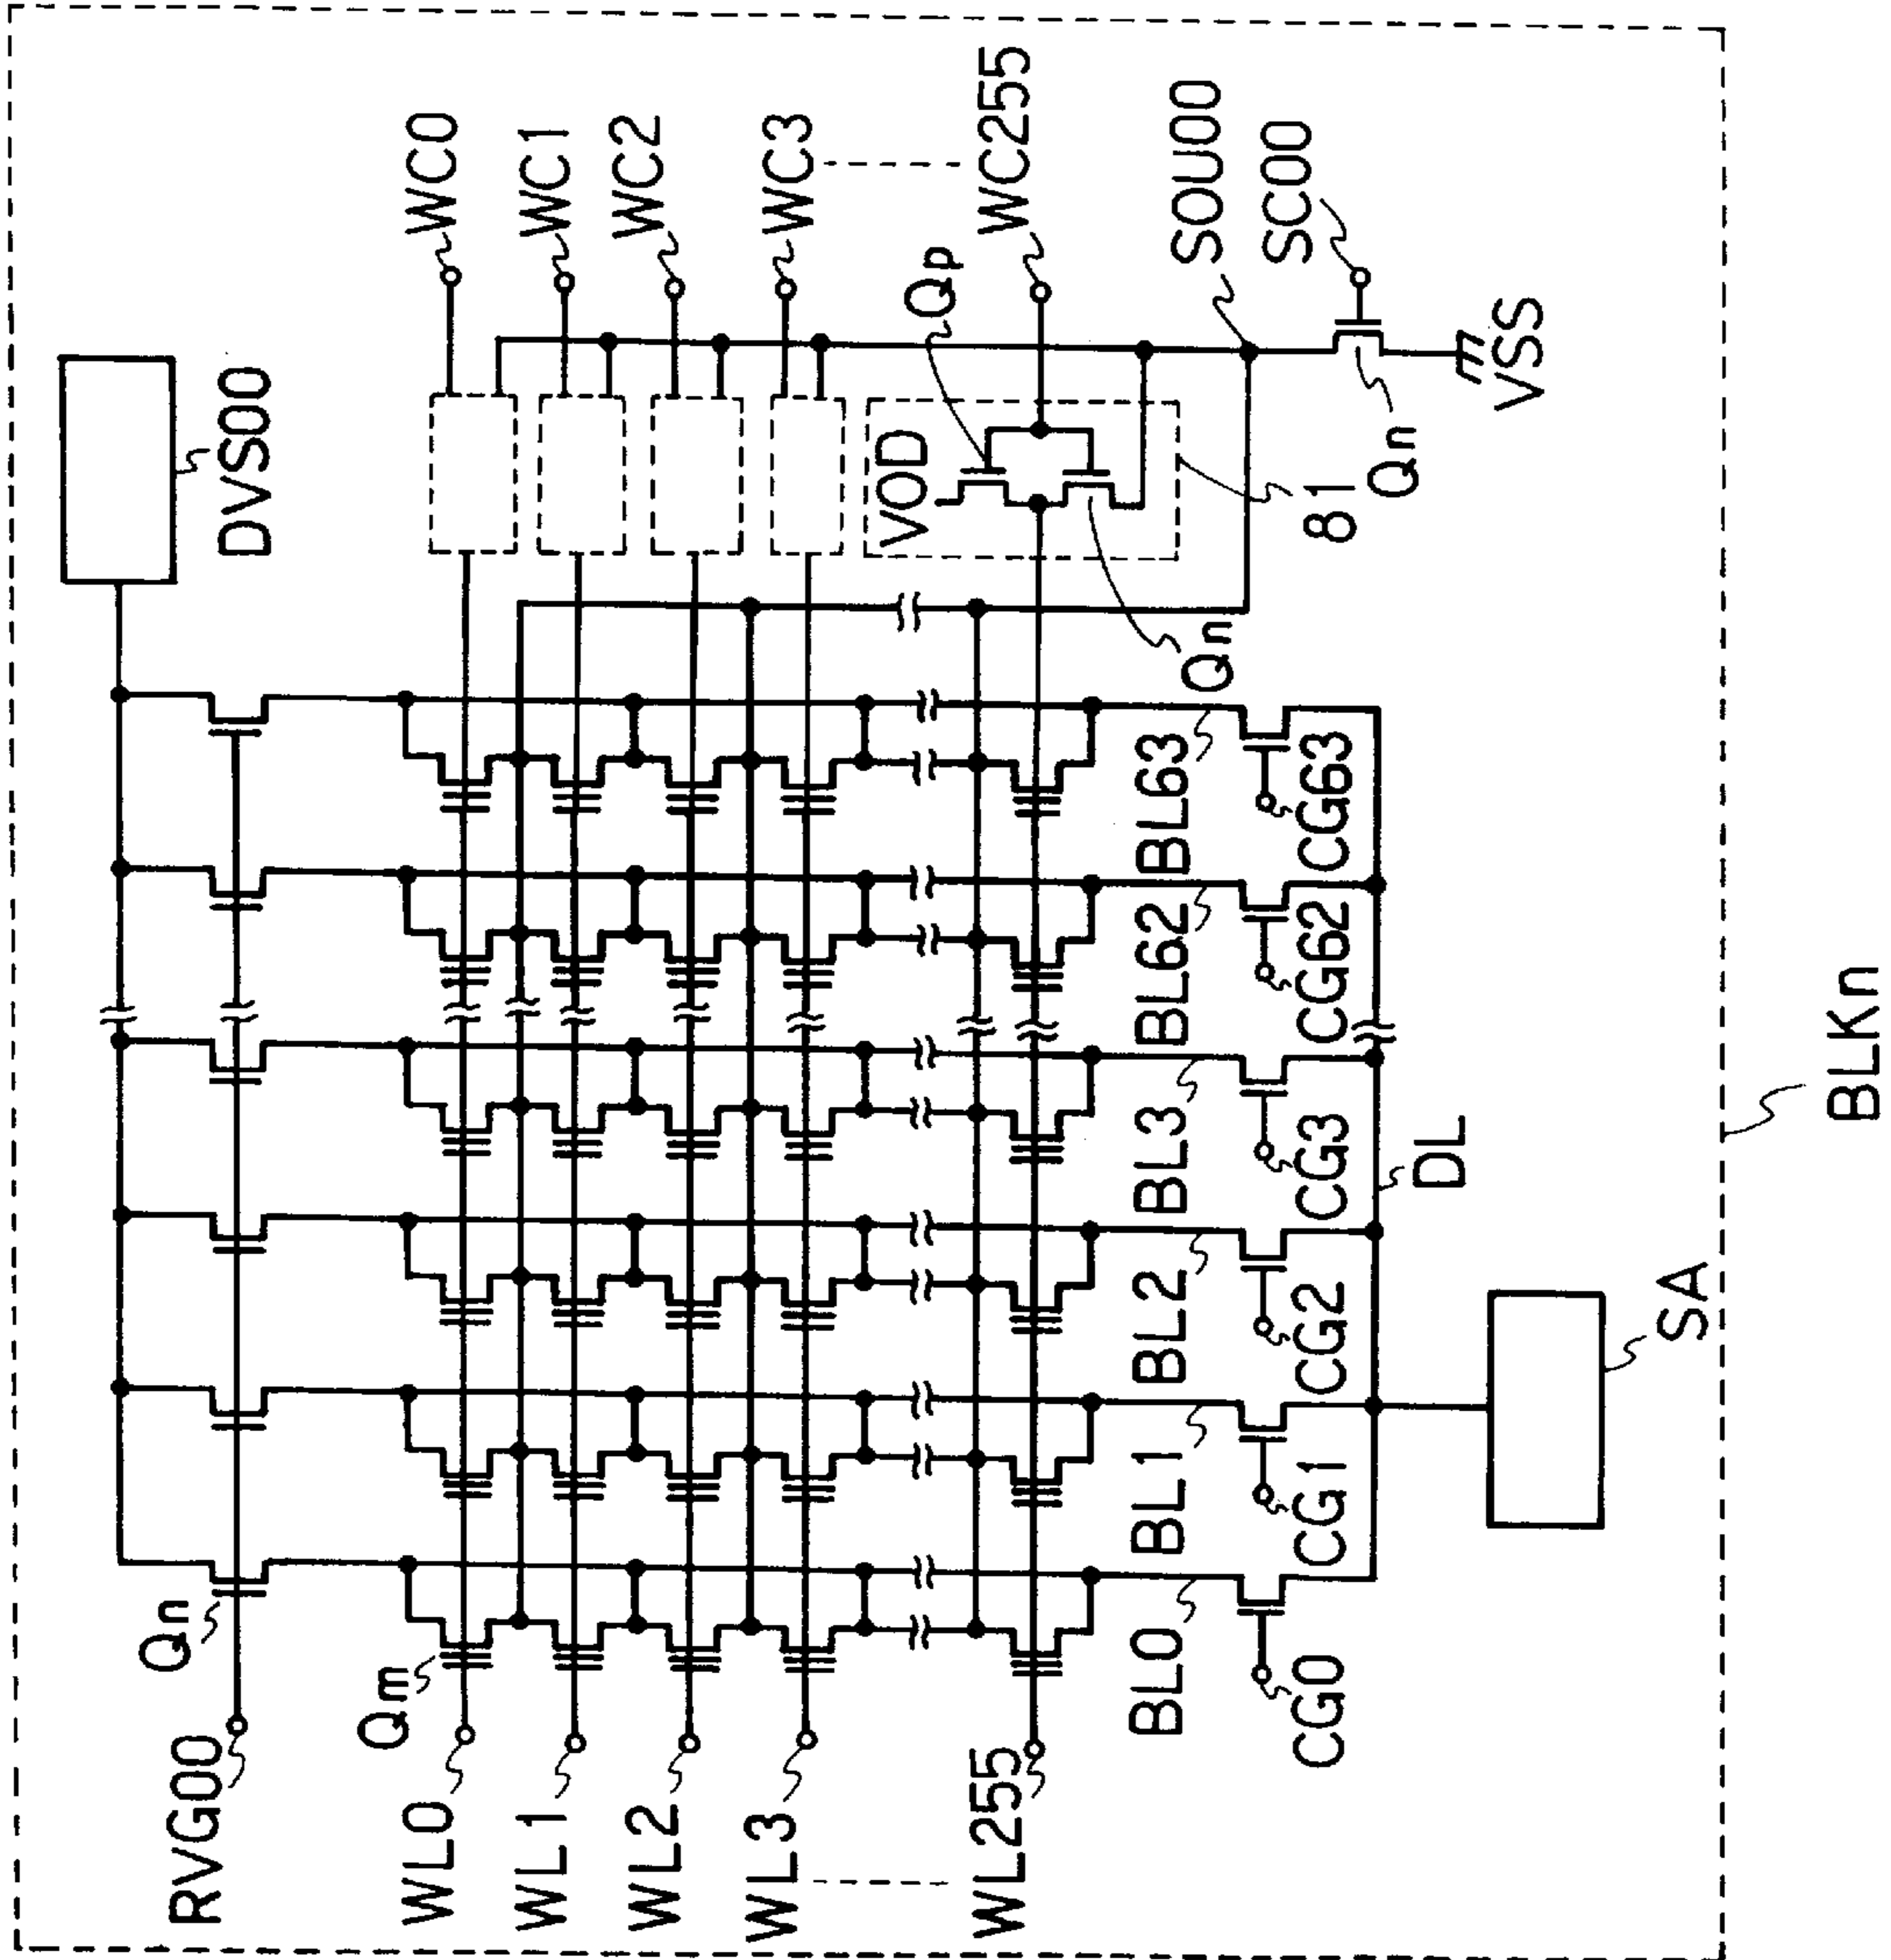 RVG00
Qn
DVS00
Qm
WL0
WL1
WL2
WL3
WL255
WC0
WC1
WC2
WC3
WC255
VOD
Qp
Qn
81
SOU00
SC00
Qn
VSS
BL0
BL1
BL2
BL3
BL62
BL63
CG0
CG1
CG2
CG3
CG62
CG63
DL
SA
BLKn